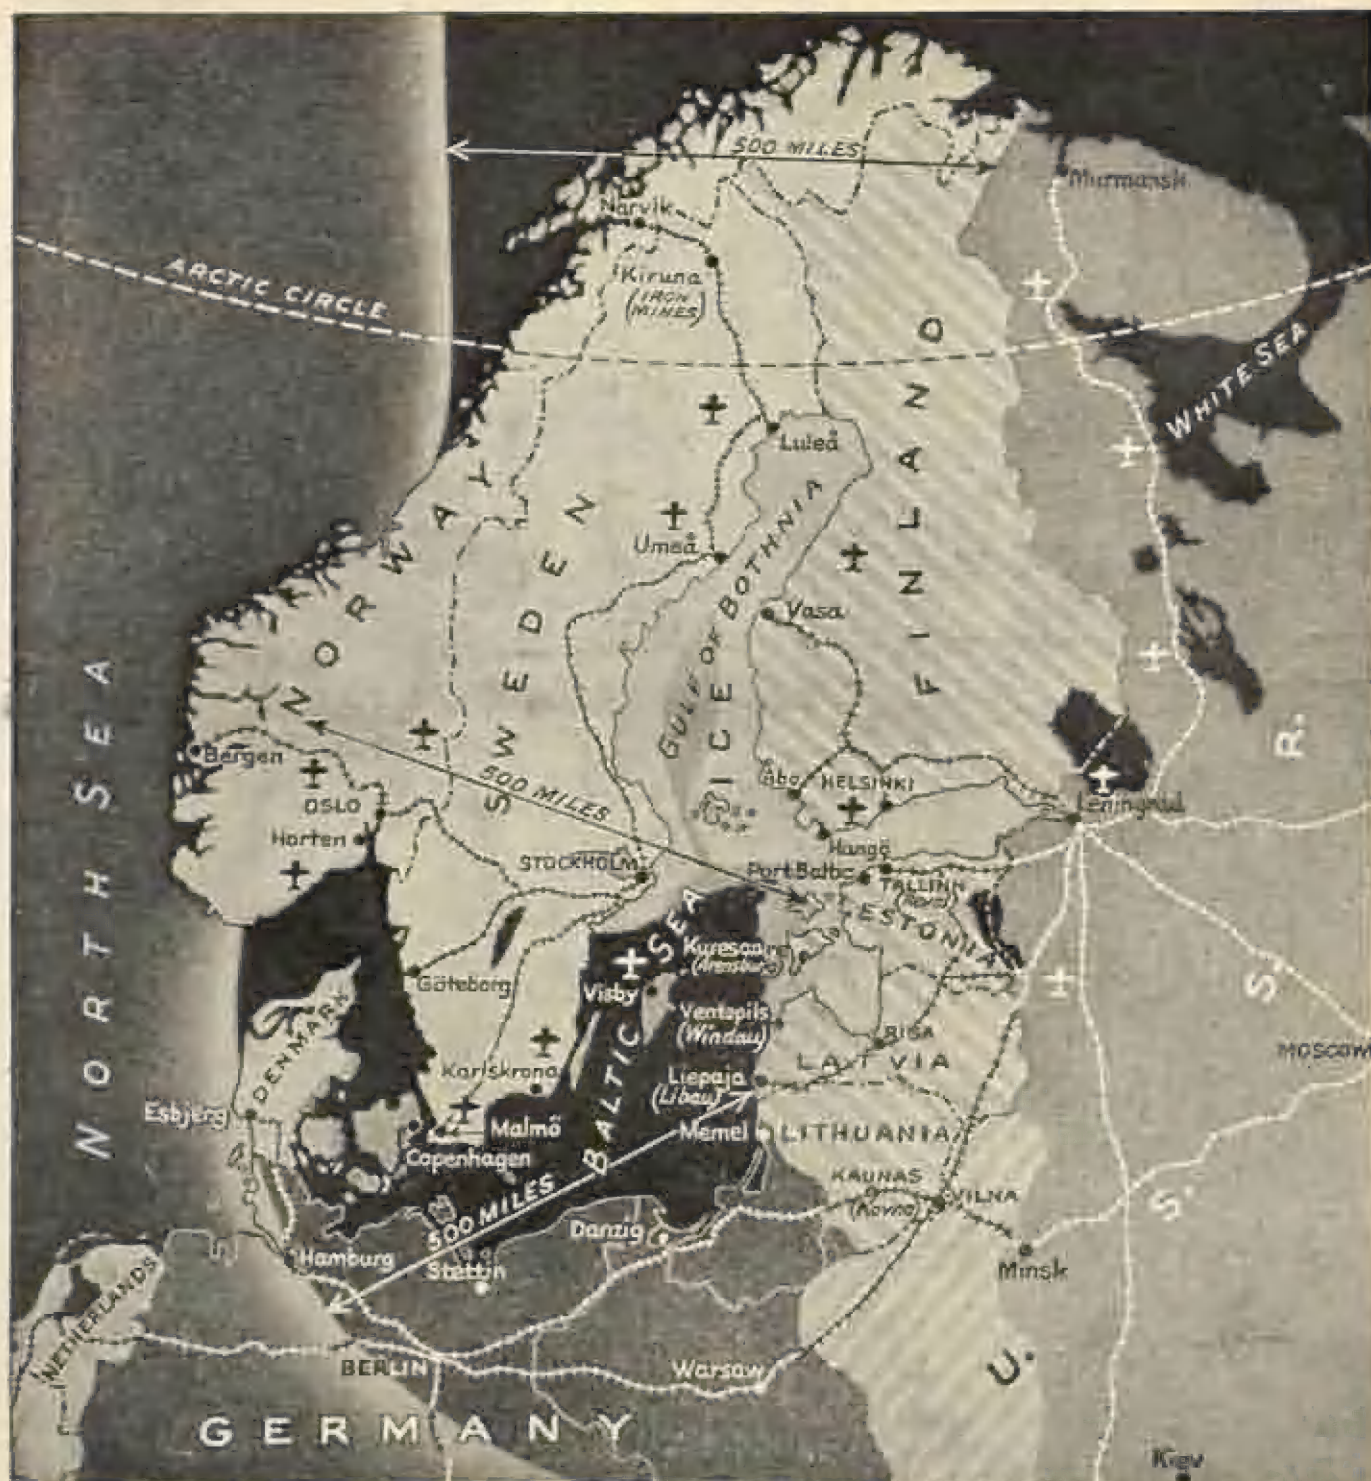 500 MILES
Murmansk
Narvik
ARCTIC CIRCLE
Kiruna
(IRON
MINES)
WHITE SEA
Luleå
Umeå
NORWAY
SWEDEN
FINLAND
GULF OF BOTHNIA
ICE
Vasa
NORTH SEA
Bergen
500 MILES
OSLO
Horten
STOCKHOLM
Åbo
HELSINKI
Hangö
Leningrad
Port Baltic
TALLINN
ESTONIA
Göteborg
Visby
BALTIC SEA
Kuresaare
(Arensburg)
Ventspils
(Windau)
RIGA
LATVIA
MOSCOW
DENMARK
Karlskrona
Liepaja
(Libau)
Esbjerg
Malmö
Copenhagen
Memel
LITHUANIA
KAUNAS
(Kovno)
VILNA
500 MILES
Danzig
Hamburg
Stettin
Minsk
NETHERLANDS
BERLIN
Warsaw
GERMANY
U. S. S. R.
Kiev